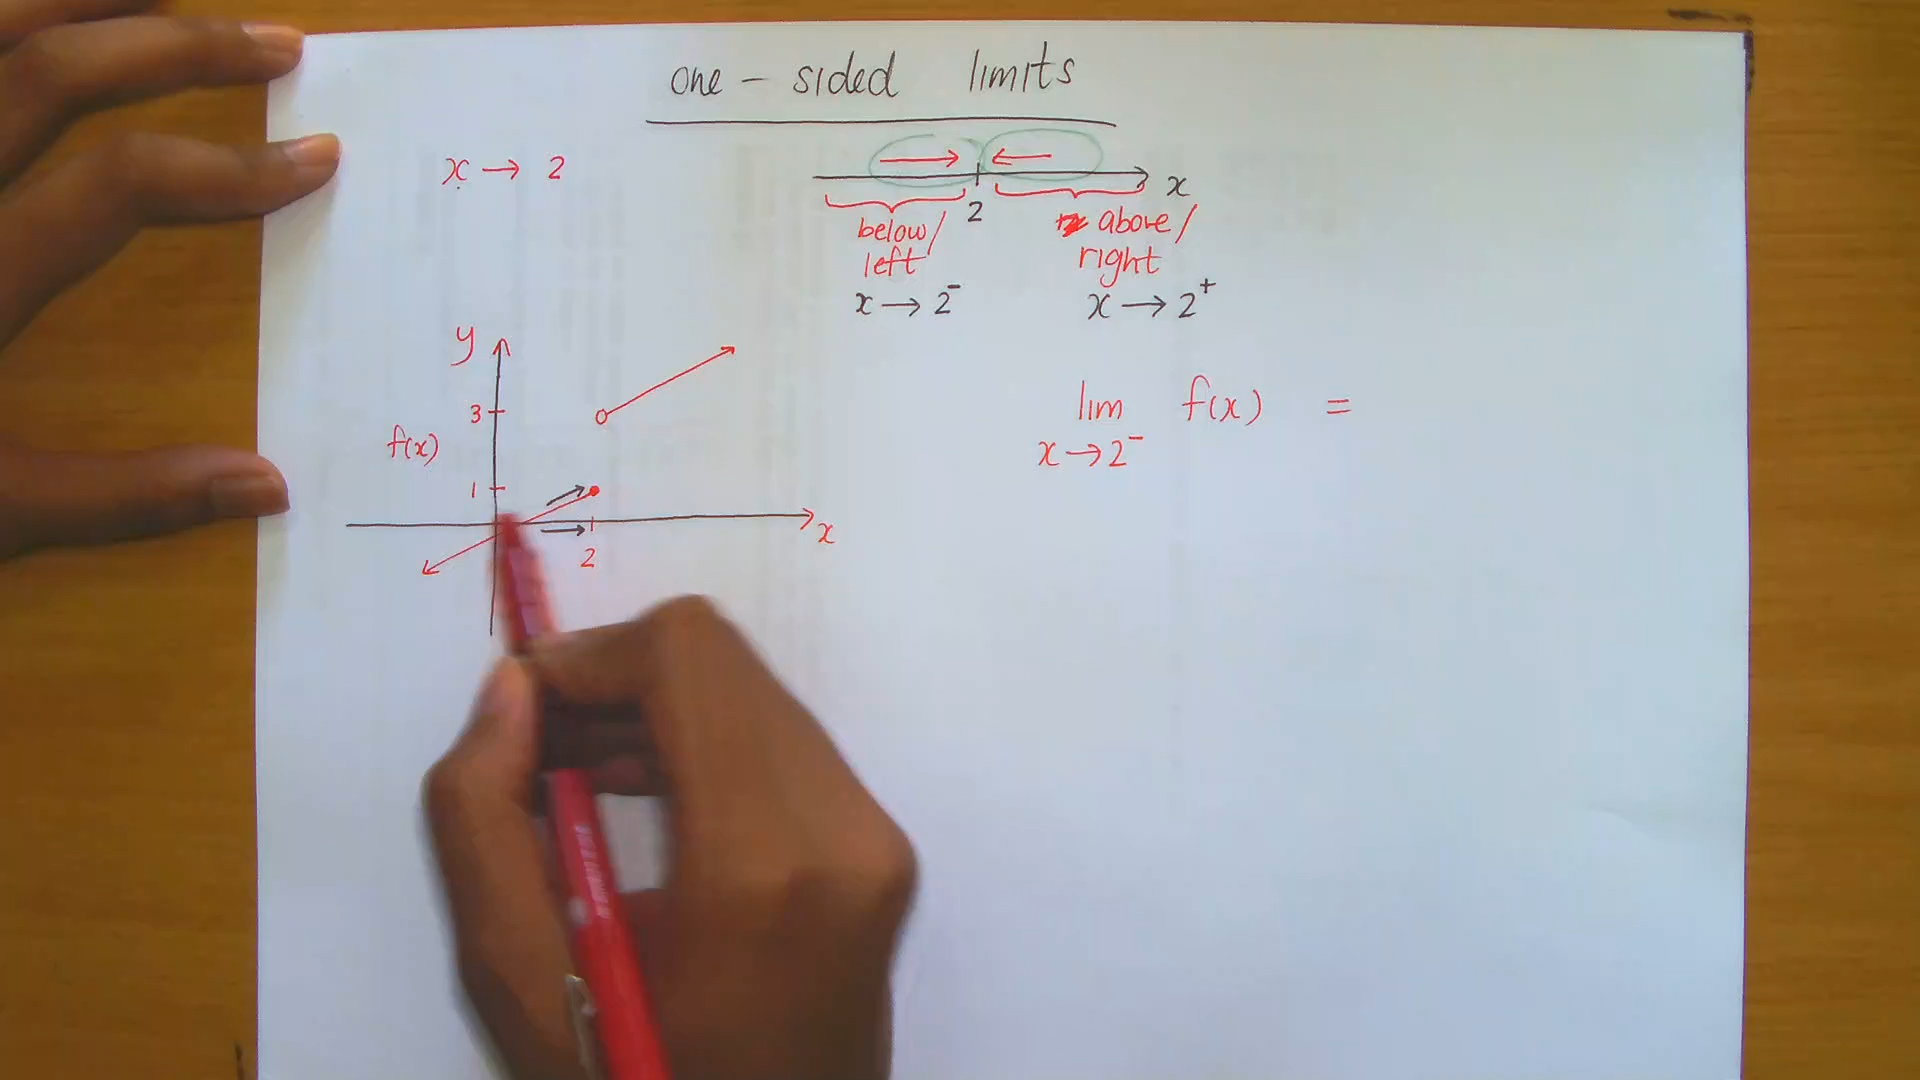 one - sided limits
x → 2
x
2
below/
left
above/
right
x → 2⁻
x → 2⁺
y
3
f(x)
1
2
x
lim f(x) =
x→2⁻